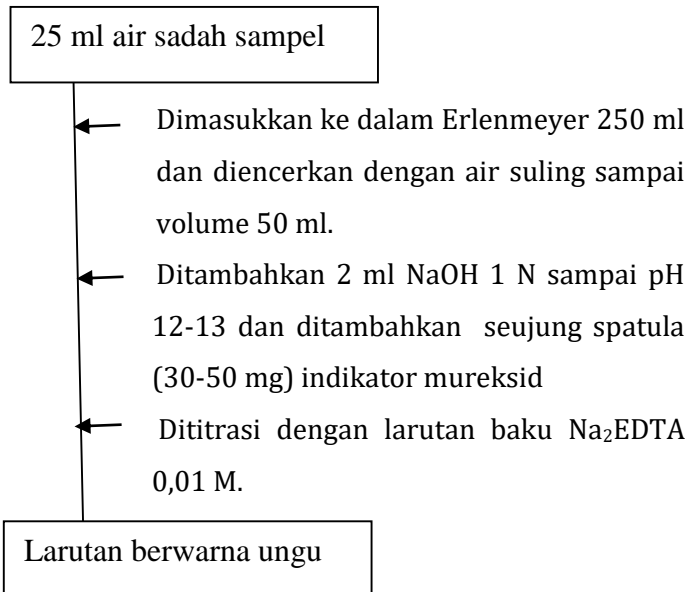 25 ml air sadah sampel
Dimasukkan ke dalam Erlenmeyer 250 ml
dan diencerkan dengan air suling sampai
volume 50 ml.
Ditambahkan 2 ml NaOH 1 N sampai pH
12-13 dan ditambahkan seujung spatula
(30-50 mg) indikator mureksid
Dititrasi dengan larutan baku Na₂EDTA
0,01 M.
Larutan berwarna ungu